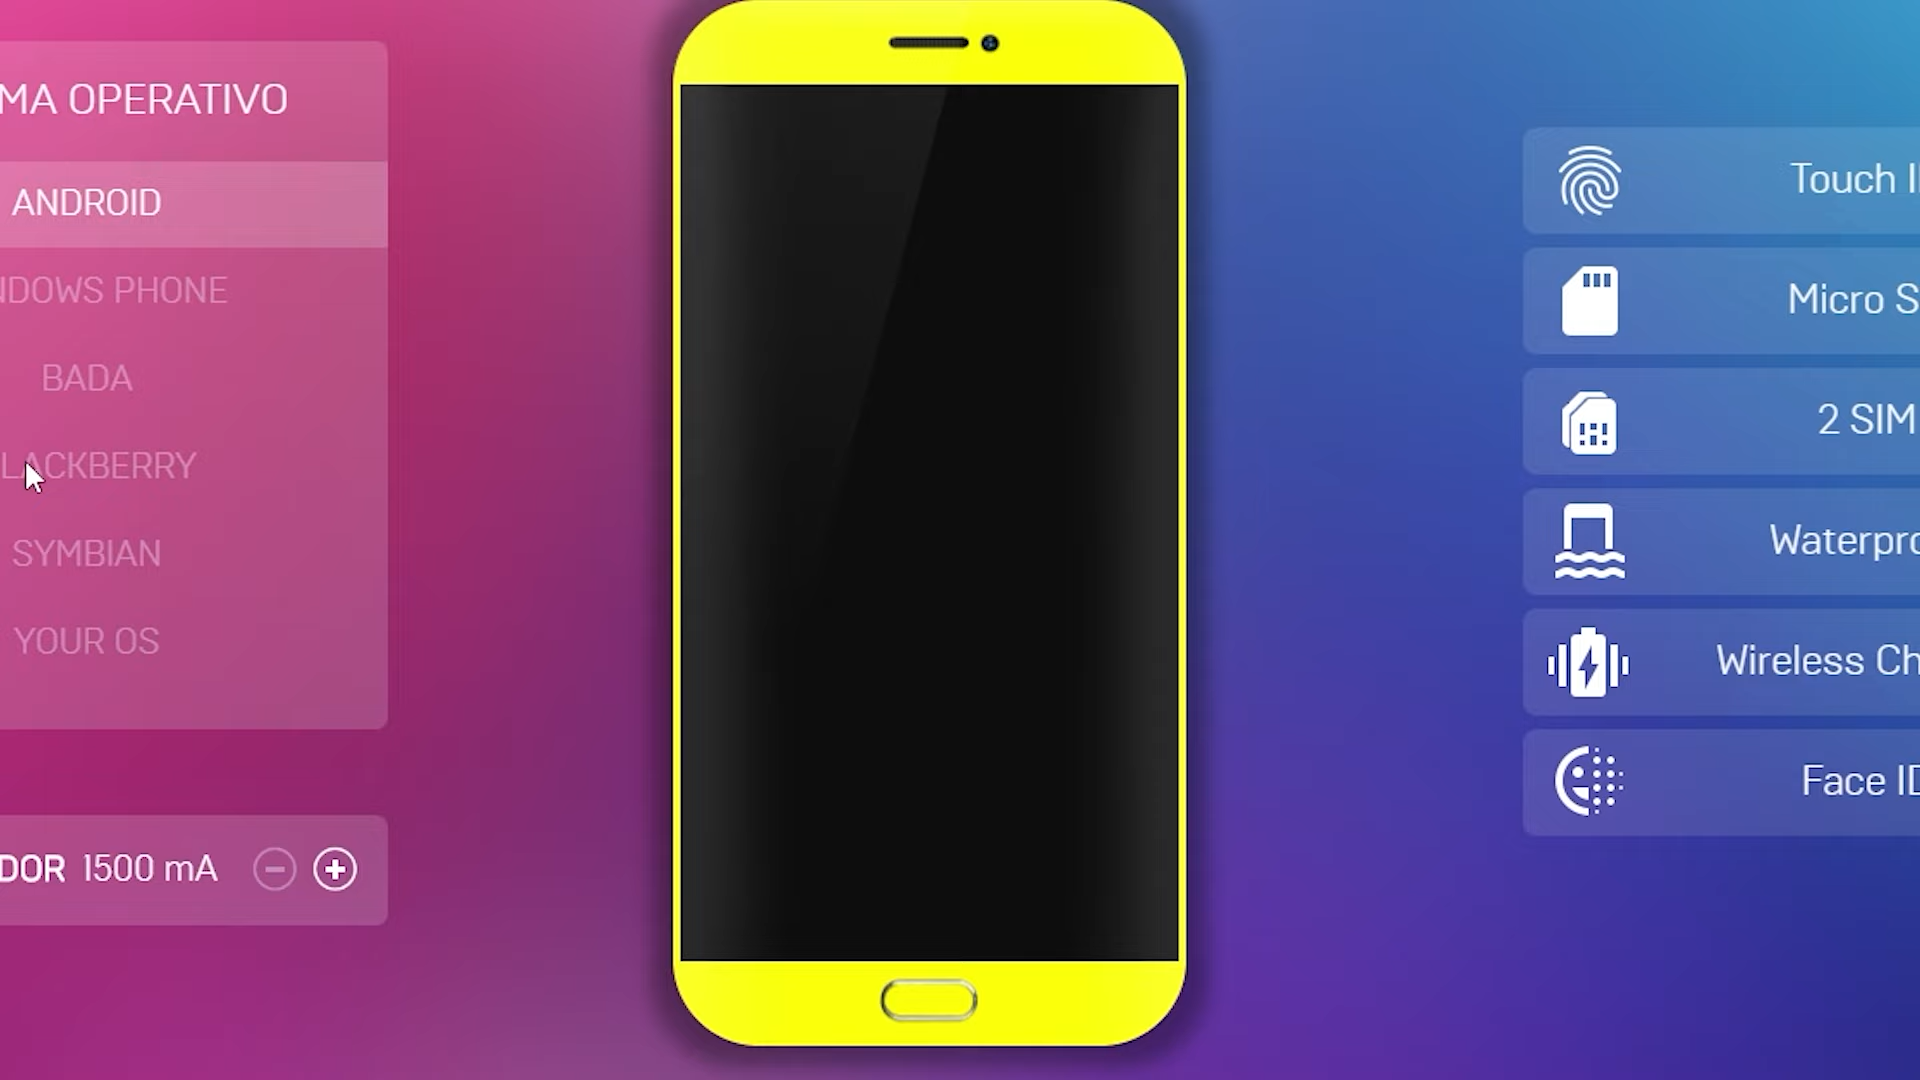 MA OPERATIVO
ANDROID
NDOWS PHONE
BADA
LACKBERRY
SYMBIAN
YOUR OS
DOR 1500 mA
Touch I
Micro S
2 SIM
Waterpro
Wireless Ch
Face ID